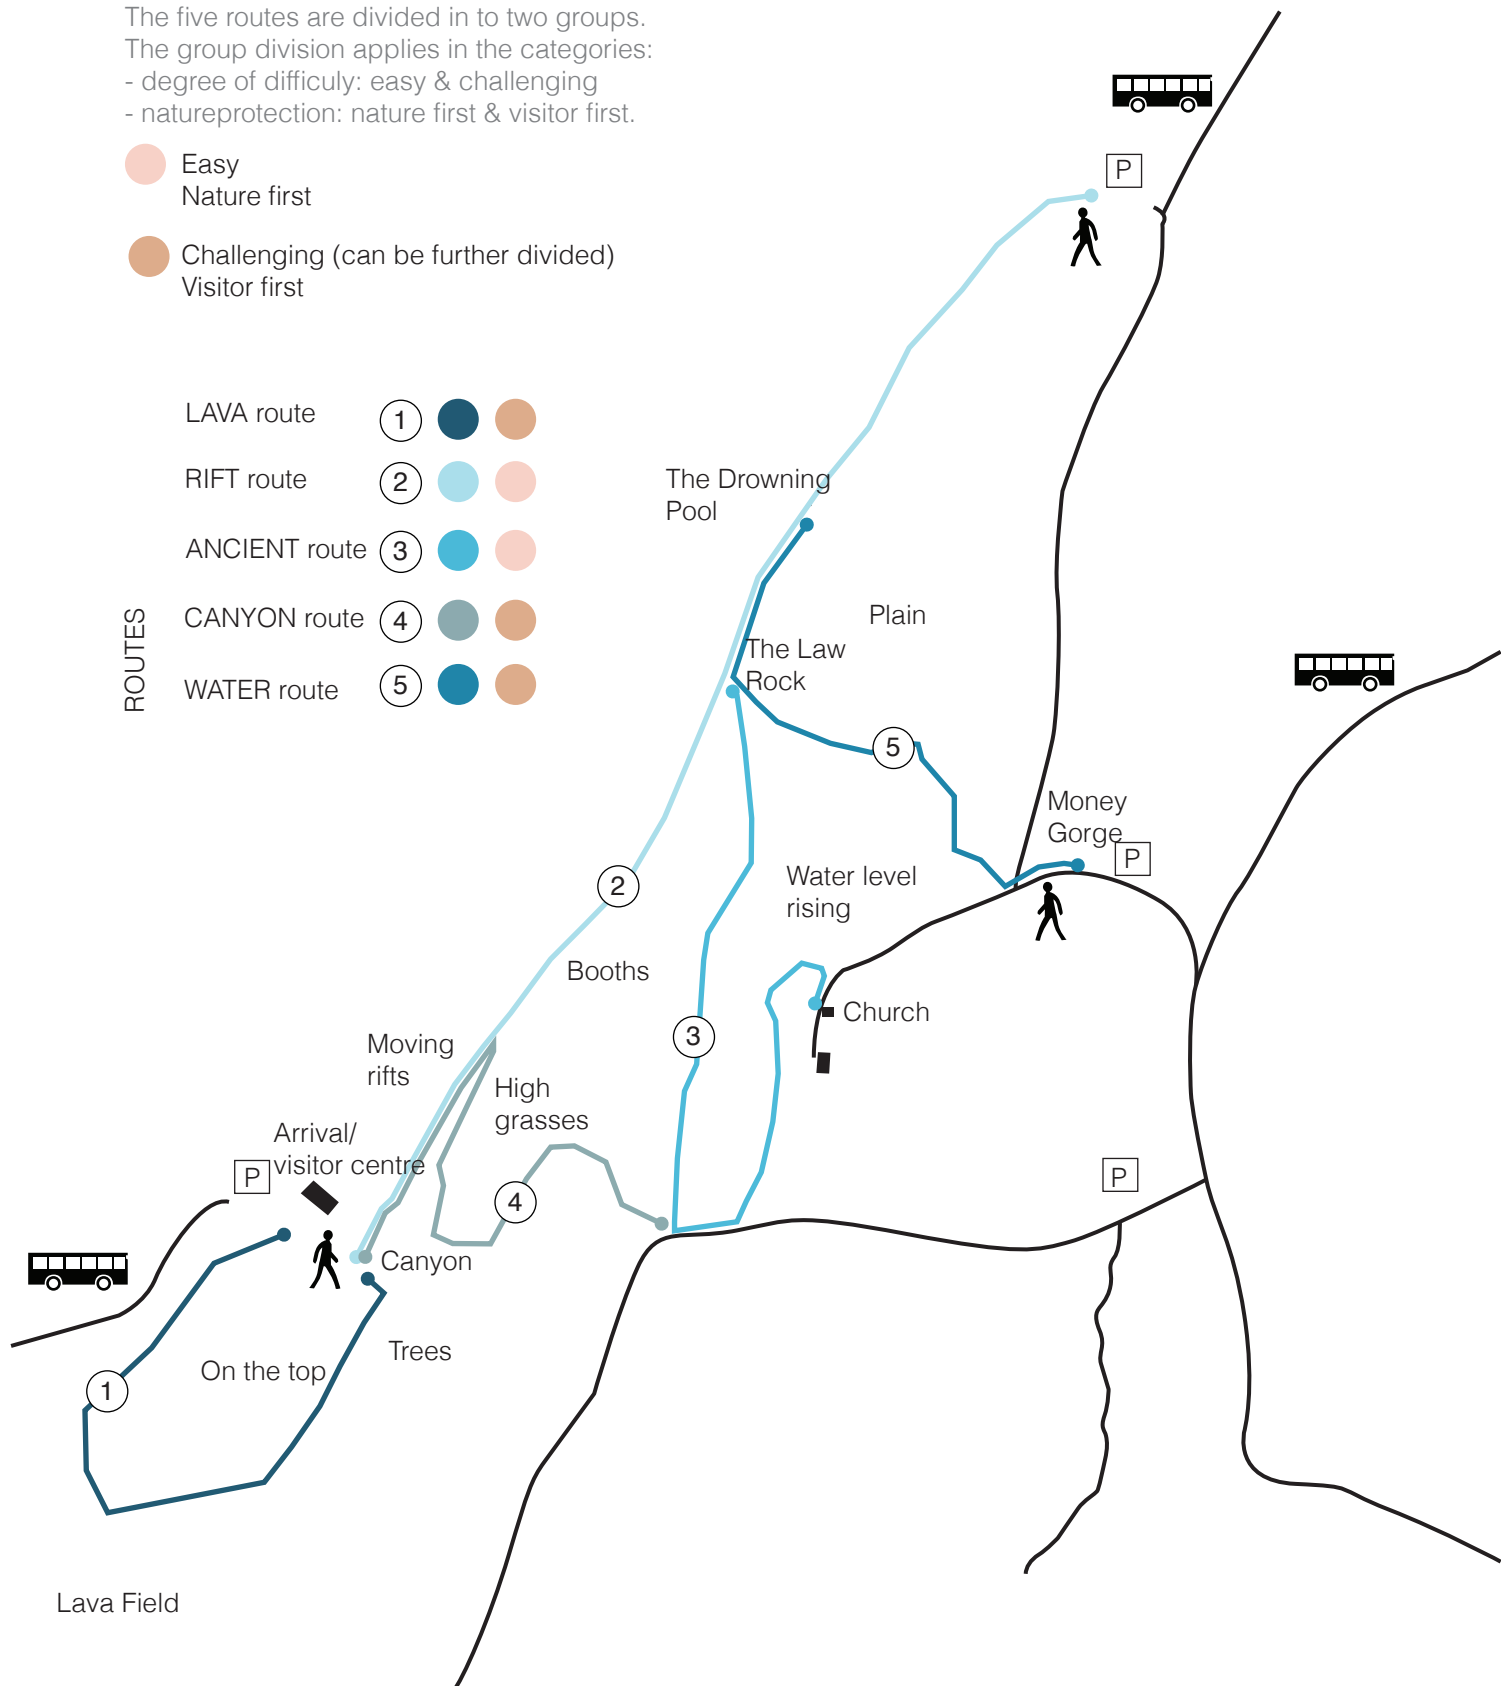 The five routes are divided in to two groups.
The group division applies in the categories:
- degree of difficuly: easy & challenging
- natureprotection: nature first & visitor first.
Easy
Nature first
Challenging (can be further divided)
Visitor first
ROUTES
LAVA route 1
RIFT route 2
ANCIENT route 3
CANYON route 4
WATER route 5
P
The Drowning
Pool
Plain
The Law
Rock
5
Money
Gorge
P
2
Water level
rising
Booths
Church
3
Moving
rifts
High
grasses
Arrival/
visitor centre
P
P
4
Canyon
Trees
On the top
1
Lava Field